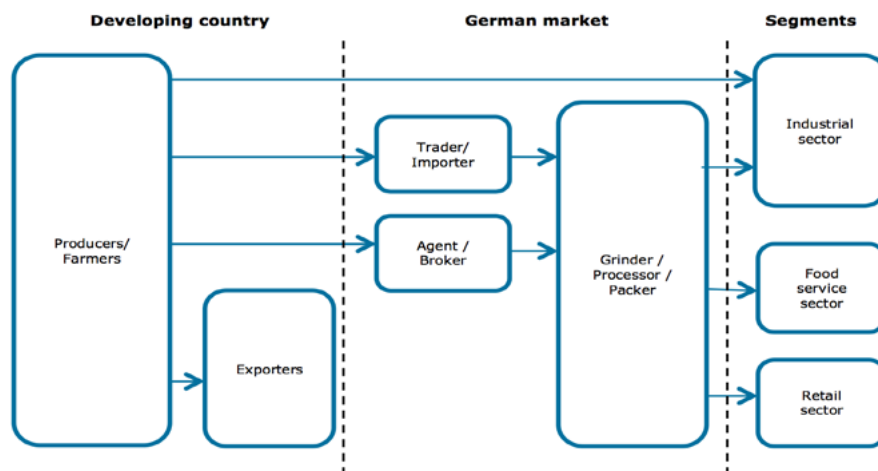 Developing country
German market
Segments
Producers/
Farmers
Exporters
Trader/
Importer
Agent /
Broker
Grinder /
Processor /
Packer
Industrial
sector
Food
service
sector
Retail
sector